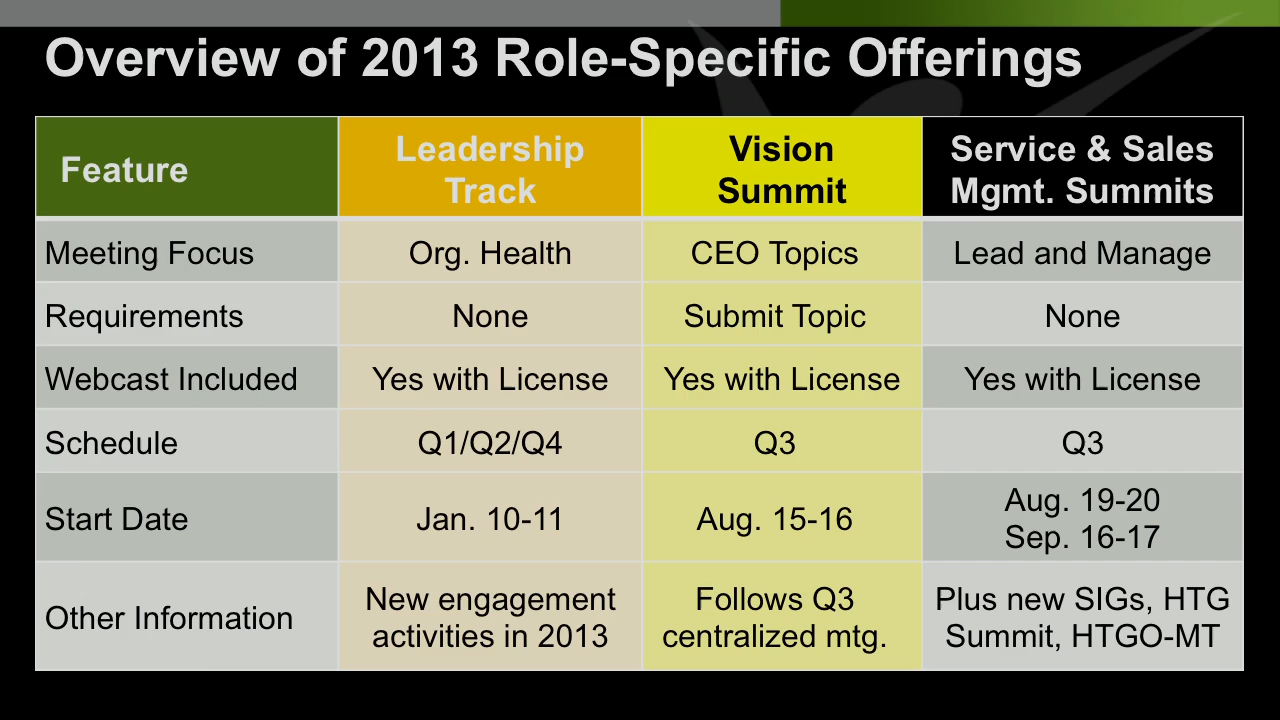 Overview of 2013 Role-Specific Offerings
Feature
Leadership
Track
Vision
Summit
Service & Sales
Mgmt. Summits
Meeting Focus
Org. Health
CEO Topics
Lead and Manage
Requirements
None
Submit Topic
None
Webcast Included
Yes with License
Yes with License
Yes with License
Schedule
Q1/Q2/Q4
Q3
Q3
Start Date
Jan. 10-11
Aug. 15-16
Aug. 19-20
Sep. 16-17
Other Information
New engagement
activities in 2013
Follows Q3
centralized mtg.
Plus new SIGs, HTG
Summit, HTGO-MT